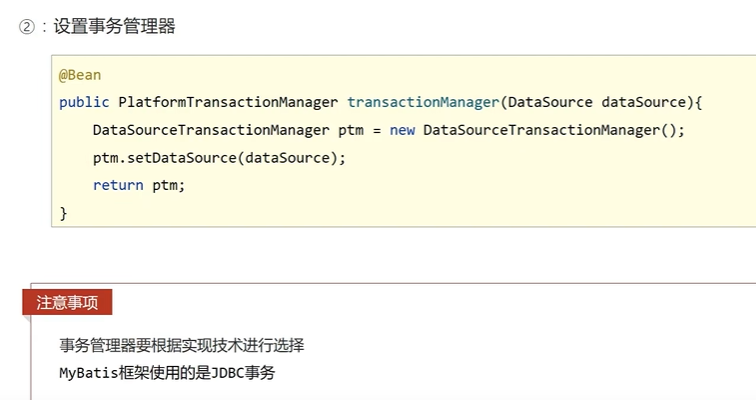 ②：设置事务管理器
@Bean
public PlatformTransactionManager transactionManager(DataSource dataSource){
    DataSourceTransactionManager ptm = new DataSourceTransactionManager();
    ptm.setDataSource(dataSource);
    return ptm;
}
注意事项
事务管理器要根据实现技术进行选择
MyBatis框架使用的是JDBC事务